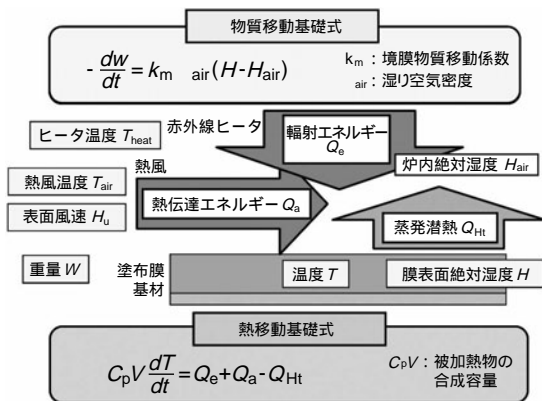 物質移動基礎式
- dw/dt = km air(H-Hair)
km：境膜物質移動係数
air：湿り空気密度
ヒータ温度 Theat
赤外線ヒータ
輻射エネルギー
Qe
炉内絶対湿度 Hair
熱風温度 Tair
熱風
表面風速 Hu
熱伝達エネルギー Qa
蒸発潜熱 QHt
重量 W
塗布膜
基材
温度 T
膜表面絶対湿度 H
熱移動基礎式
CpV dT/dt = Qe+Qa-QHt
CpV：被加熱物の
合成容量